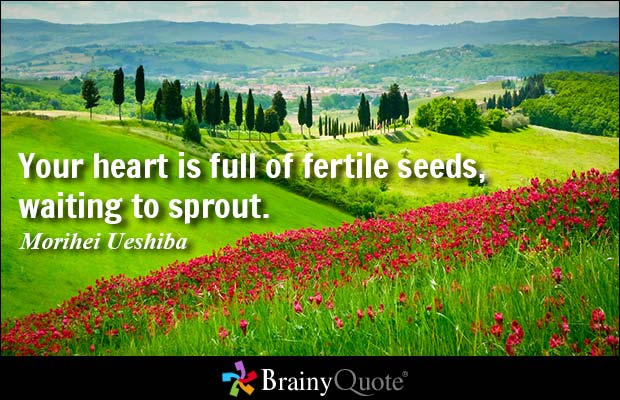 Your heart is full of fertile seeds,
waiting to sprout.
Morihei Ueshiba
BrainyQuote®